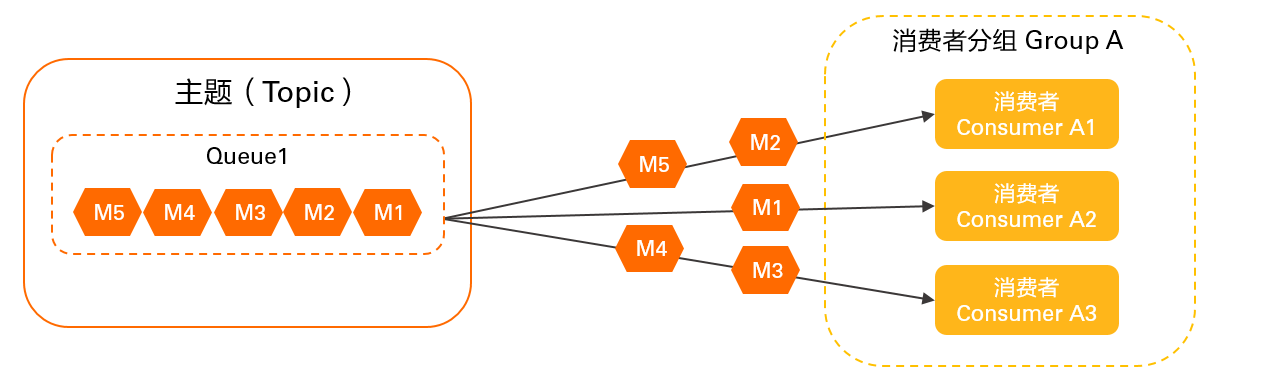 消费者分组 Group A
主题（Topic）
Queue1
M5 M4 M3 M2 M1
M5
M2
M1
M4
M3
消费者
Consumer A1
消费者
Consumer A2
消费者
Consumer A3